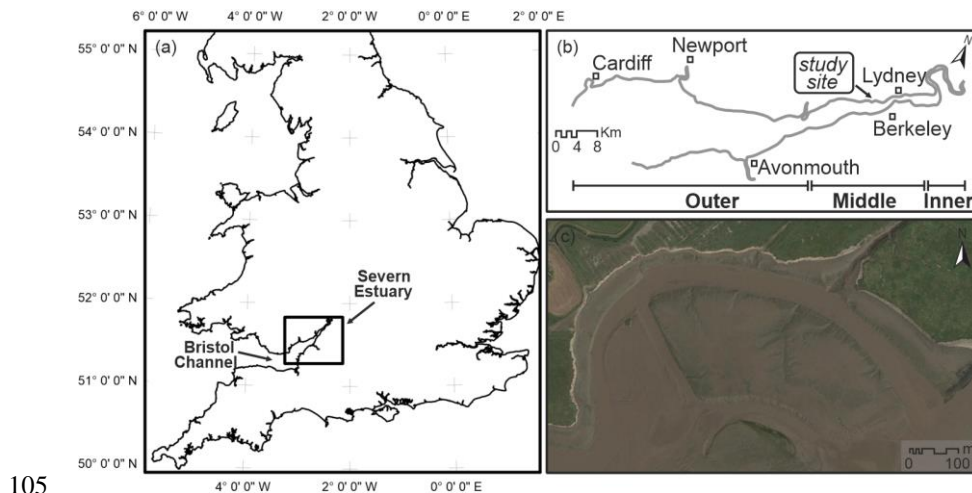 6° 0' 0" W 4° 0' 0" W 2° 0' 0" W 0° 0' 0" E 2° 0' 0" E
(a)
55° 0' 0" N
54° 0' 0" N
53° 0' 0" N
52° 0' 0" N
51° 0' 0" N
50° 0' 0" N
Severn
Estuary
Bristol
Channel
4° 0' 0" W 2° 0' 0" W 0° 0' 0" E
(b)
N
Newport
Cardiff
study
site
Lydney
Km
0 4 8
Berkeley
Avonmouth
Outer Middle Inner
(c)
N
m
0 100
105